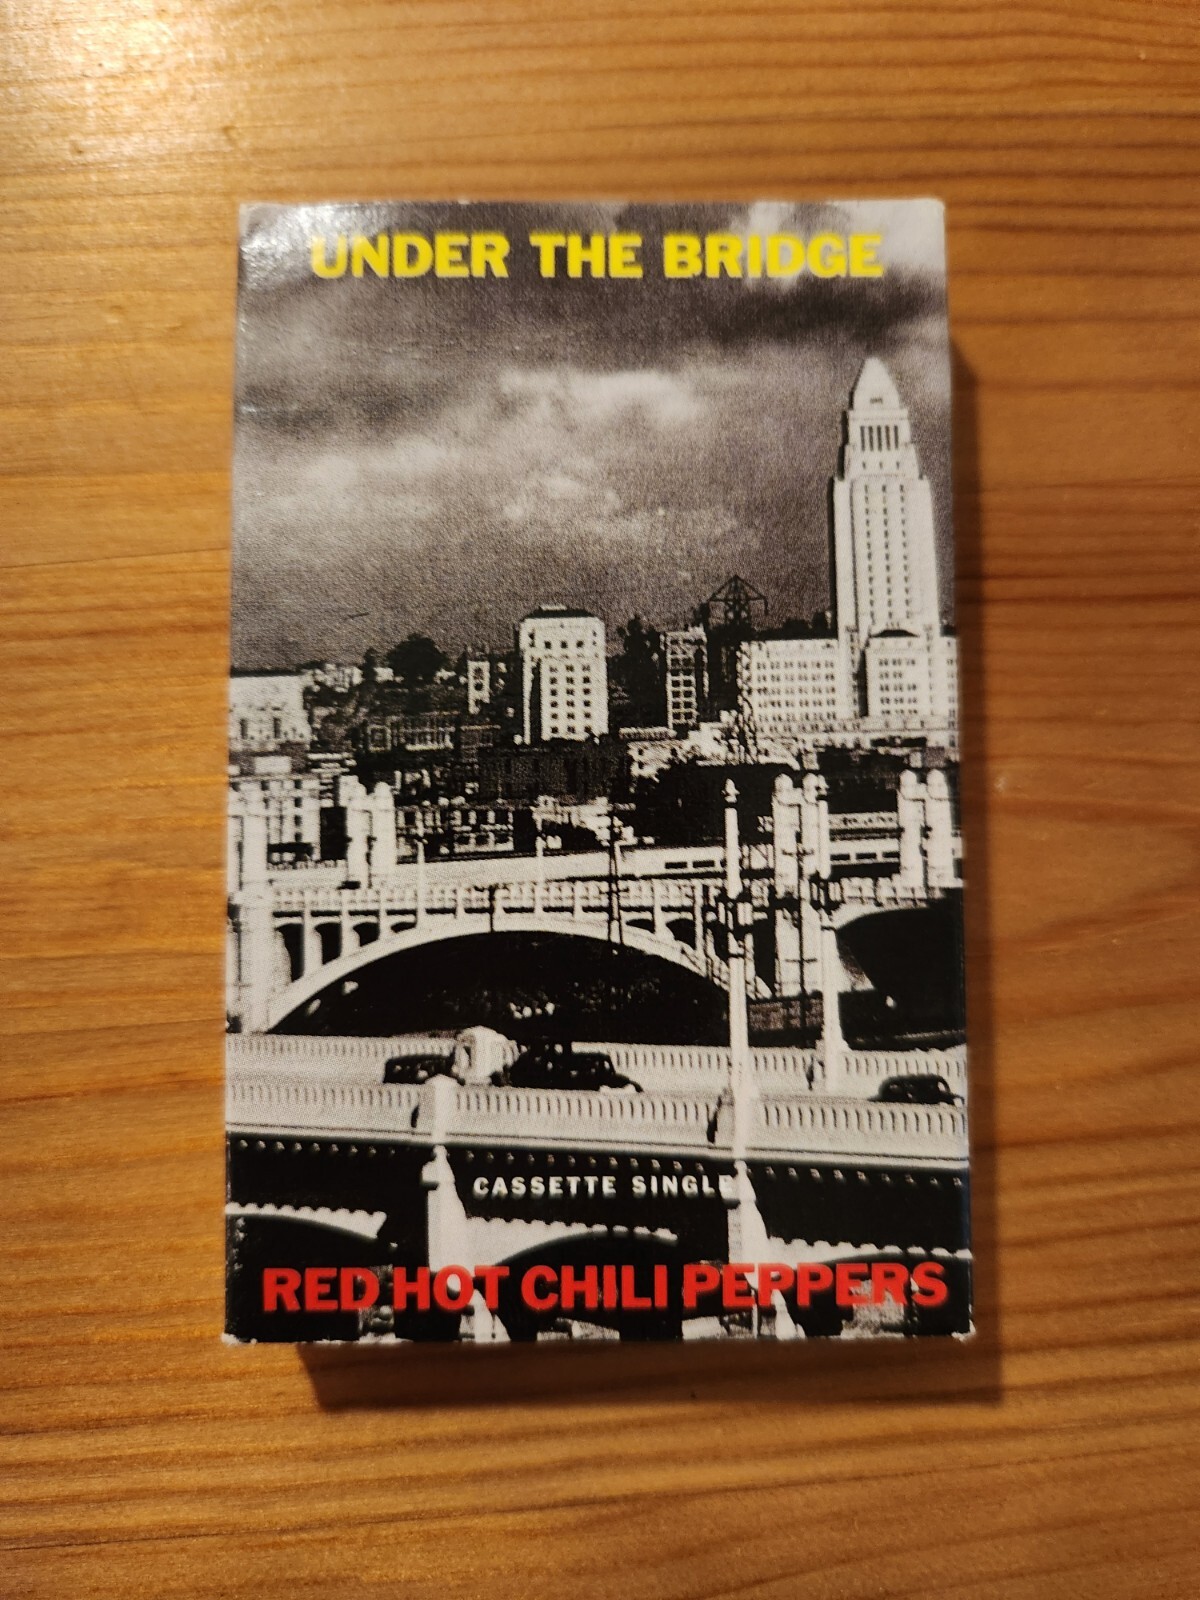 UNDER THE BRIDGE
CASSETTE SINGLE
RED HOT CHILI PEPPERS